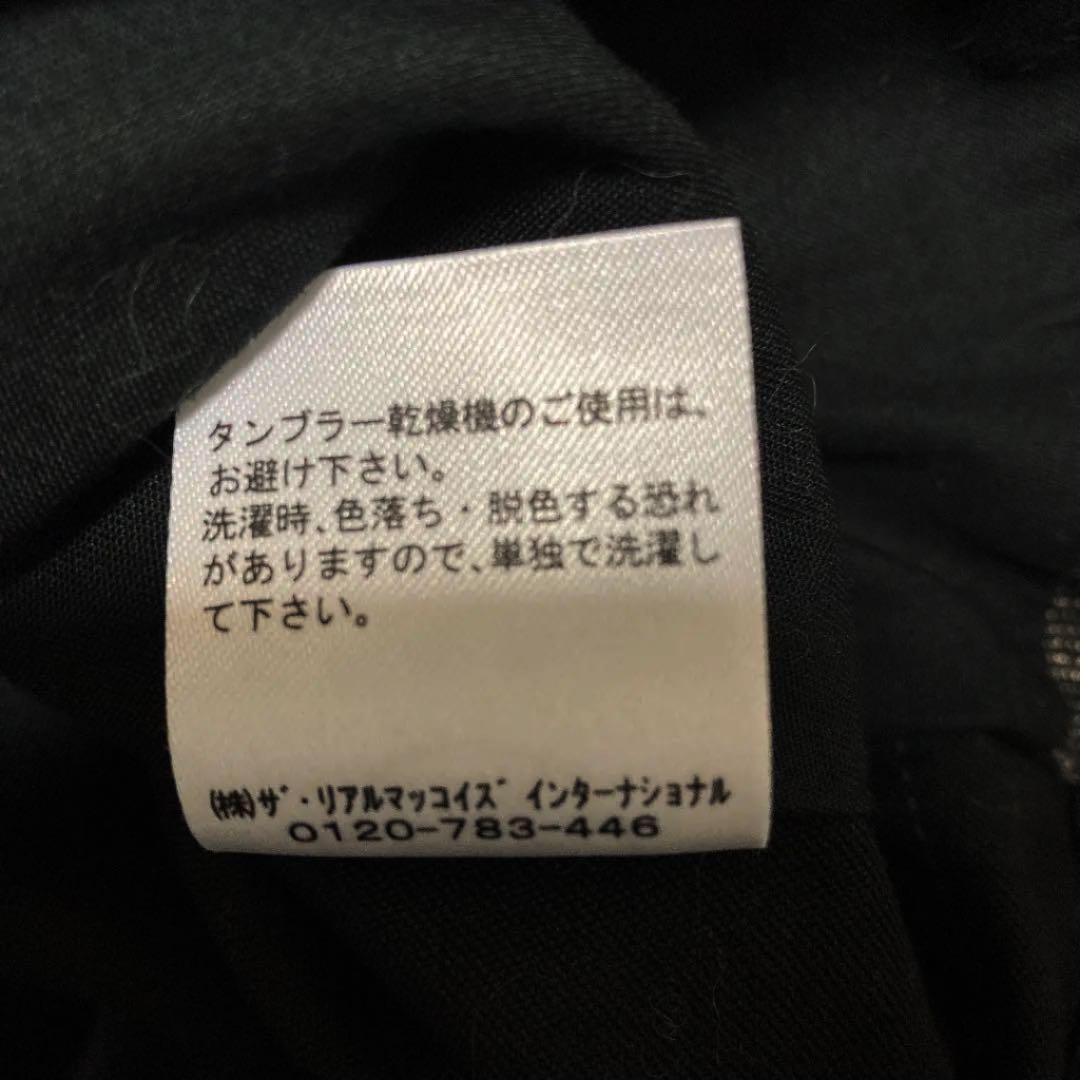 タンブラー乾燥機のご使用は、
お避け下さい。
洗濯時、色落ち・脱色する恐れ
がありますので、単独で洗濯し
て下さい。
㈱ｻﾞ・ﾘｱﾙﾏｯｺｲｽﾞ ｲﾝﾀｰﾅｼｮﾅﾙ
0120-783-446